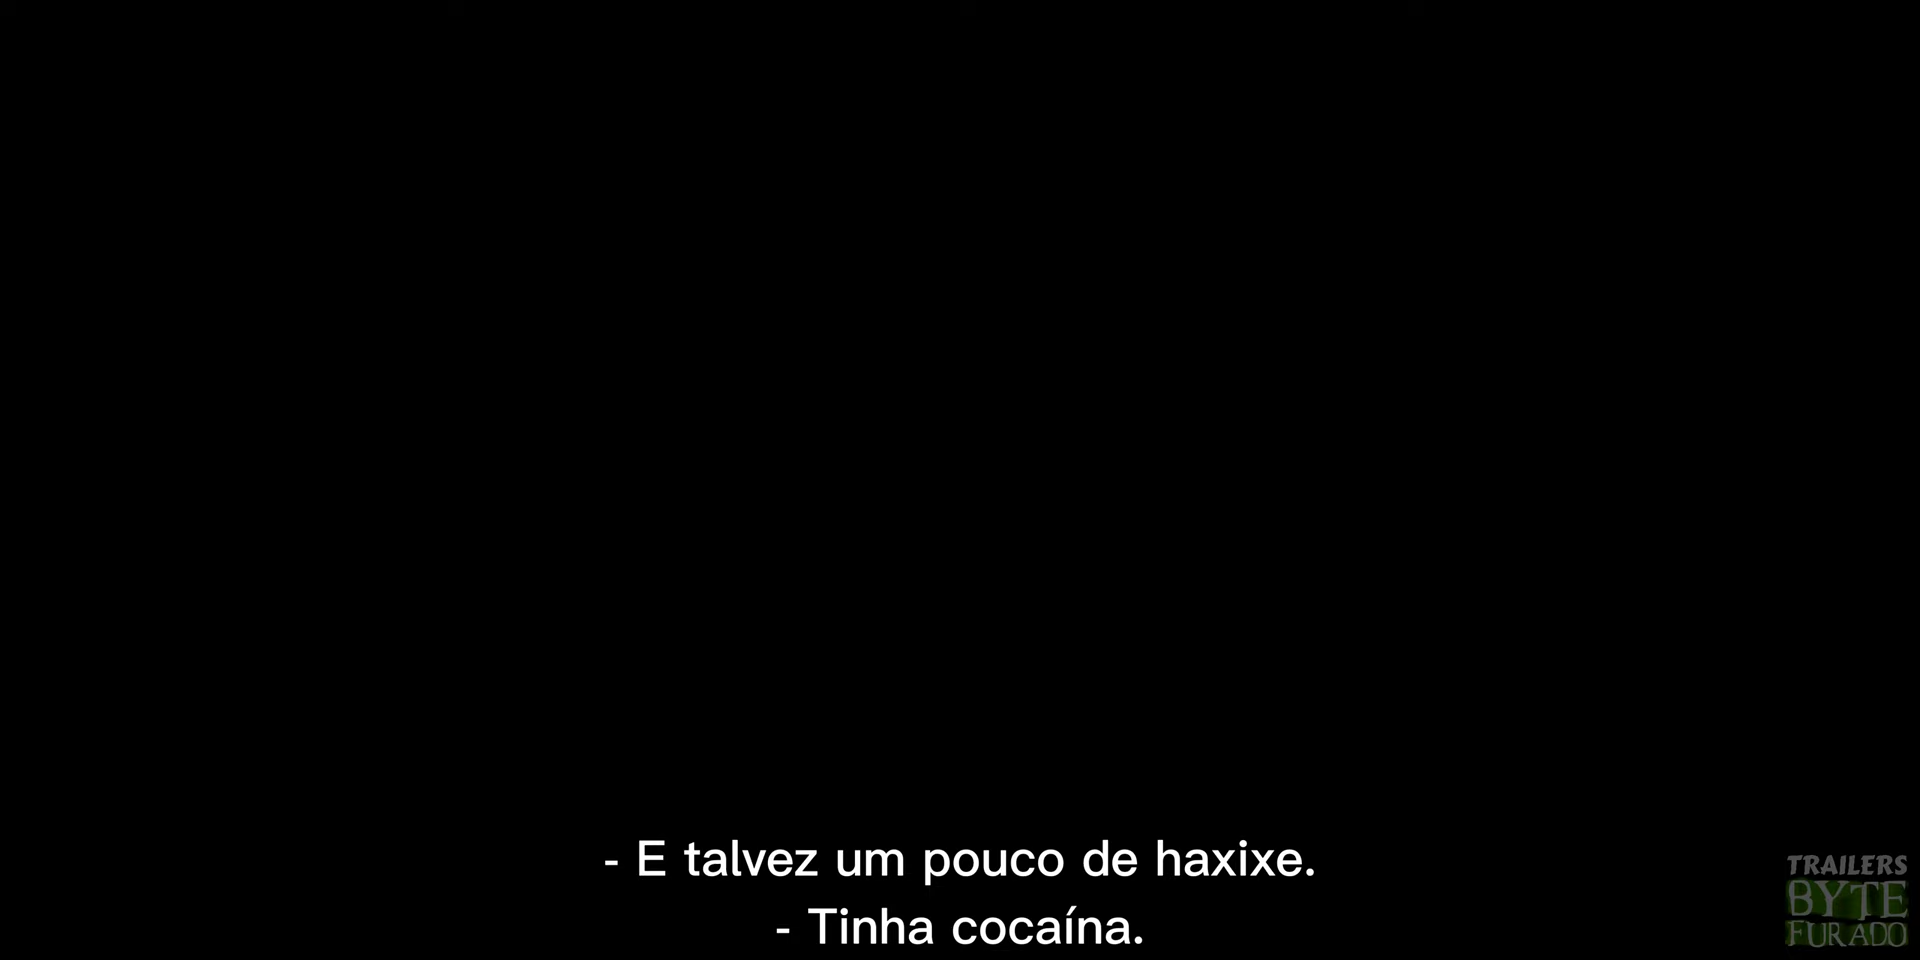 - E talvez um pouco de haxixe.
- Tinha cocaína.
TRAILERS
BYTE
FURADO